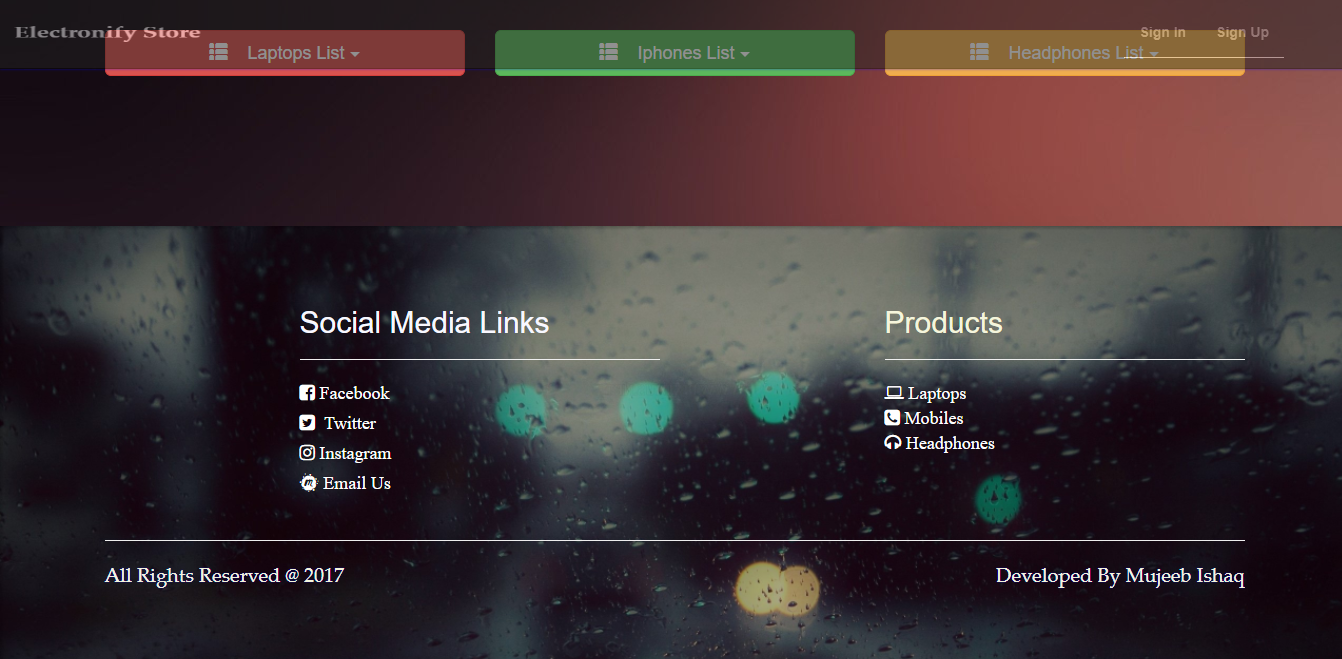 Electronify Store
Sign In Sign Up
Laptops List Iphones List Headphones List
Social Media Links
Facebook
Twitter
Instagram
Email Us
Products
Laptops
Mobiles
Headphones
All Rights Reserved @ 2017 Developed By Mujeeb Ishaq